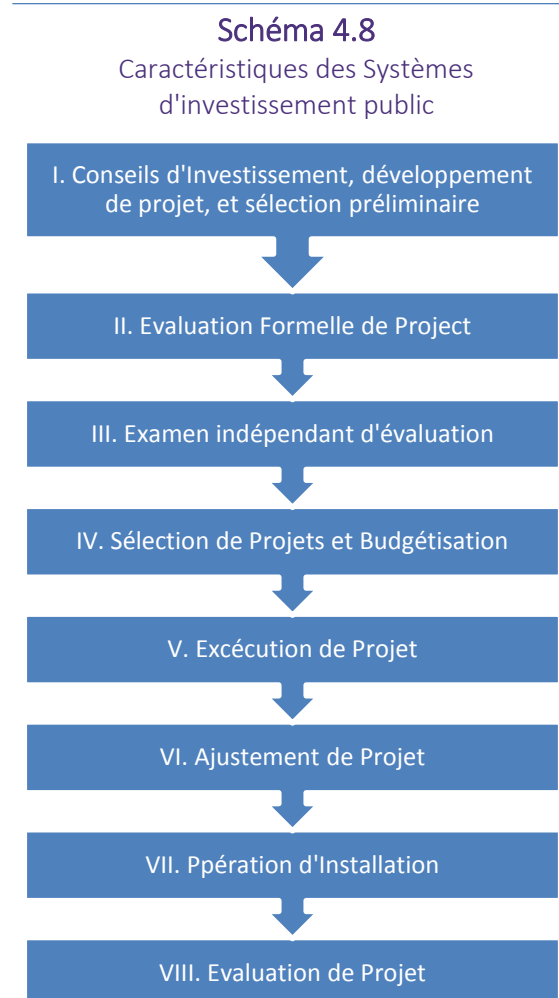 Schéma 4.8
Caractéristiques des Systèmes
d'investissement public
I. Conseils d'Investissement, développement
de projet, et sélection préliminaire
II. Evaluation Formelle de Project
III. Examen indépendant d'évaluation
IV. Sélection de Projets et Budgétisation
V. Excécution de Projet
VI. Ajustement de Projet
VII. Ppération d'Installation
VIII. Evaluation de Projet